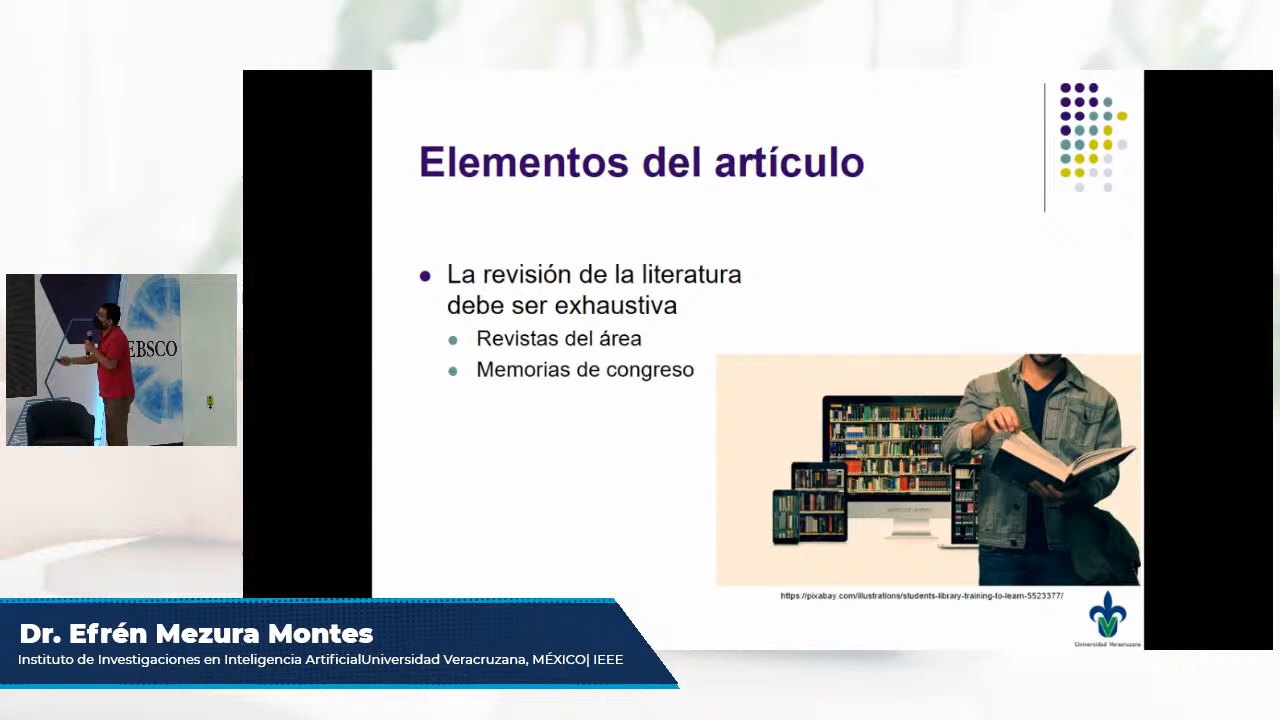 Elementos del artículo
La revisión de la literatura
debe ser exhaustiva
Revistas del área
Memorias de congreso
EBSCO
https://pixabay.com/illustrations/students-library-training-to-learn-5523377/
Universidad Veracruzana
Dr. Efrén Mezura Montes
Instituto de Investigaciones en Inteligencia ArtificialUniversidad Veracruzana, MÉXICO| IEEE